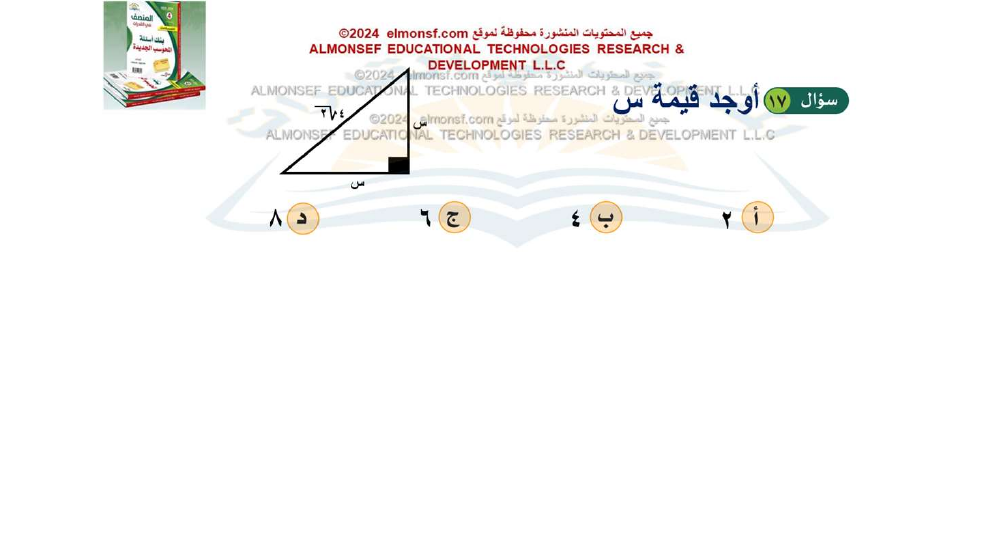 جميع المحتويات المنشورة محفوظة لموقع elmonsf.com ©2024
ALMONSEF EDUCATIONAL TECHNOLOGIES RESEARCH &
DEVELOPMENT L.L.C
جميع المحتويات المنشورة محفوظة لموقع elmonsf.com ©2024
ALMONSEF EDUCATIONAL TECHNOLOGIES RESEARCH & DEVELOPMENT L.L.C
سؤال ١٧ أوجد قيمة س
جميع المحتويات المنشورة محفوظة لموقع elmonsf.com ©2024
ALMONSEF EDUCATIONAL TECHNOLOGIES RESEARCH & DEVELOPMENT L.L.C
٤√٢
س
س
أ ٢
ب ٤
ج ٦
د ٨
المنصف
بنك أسئلة
المحوسب الجديدة